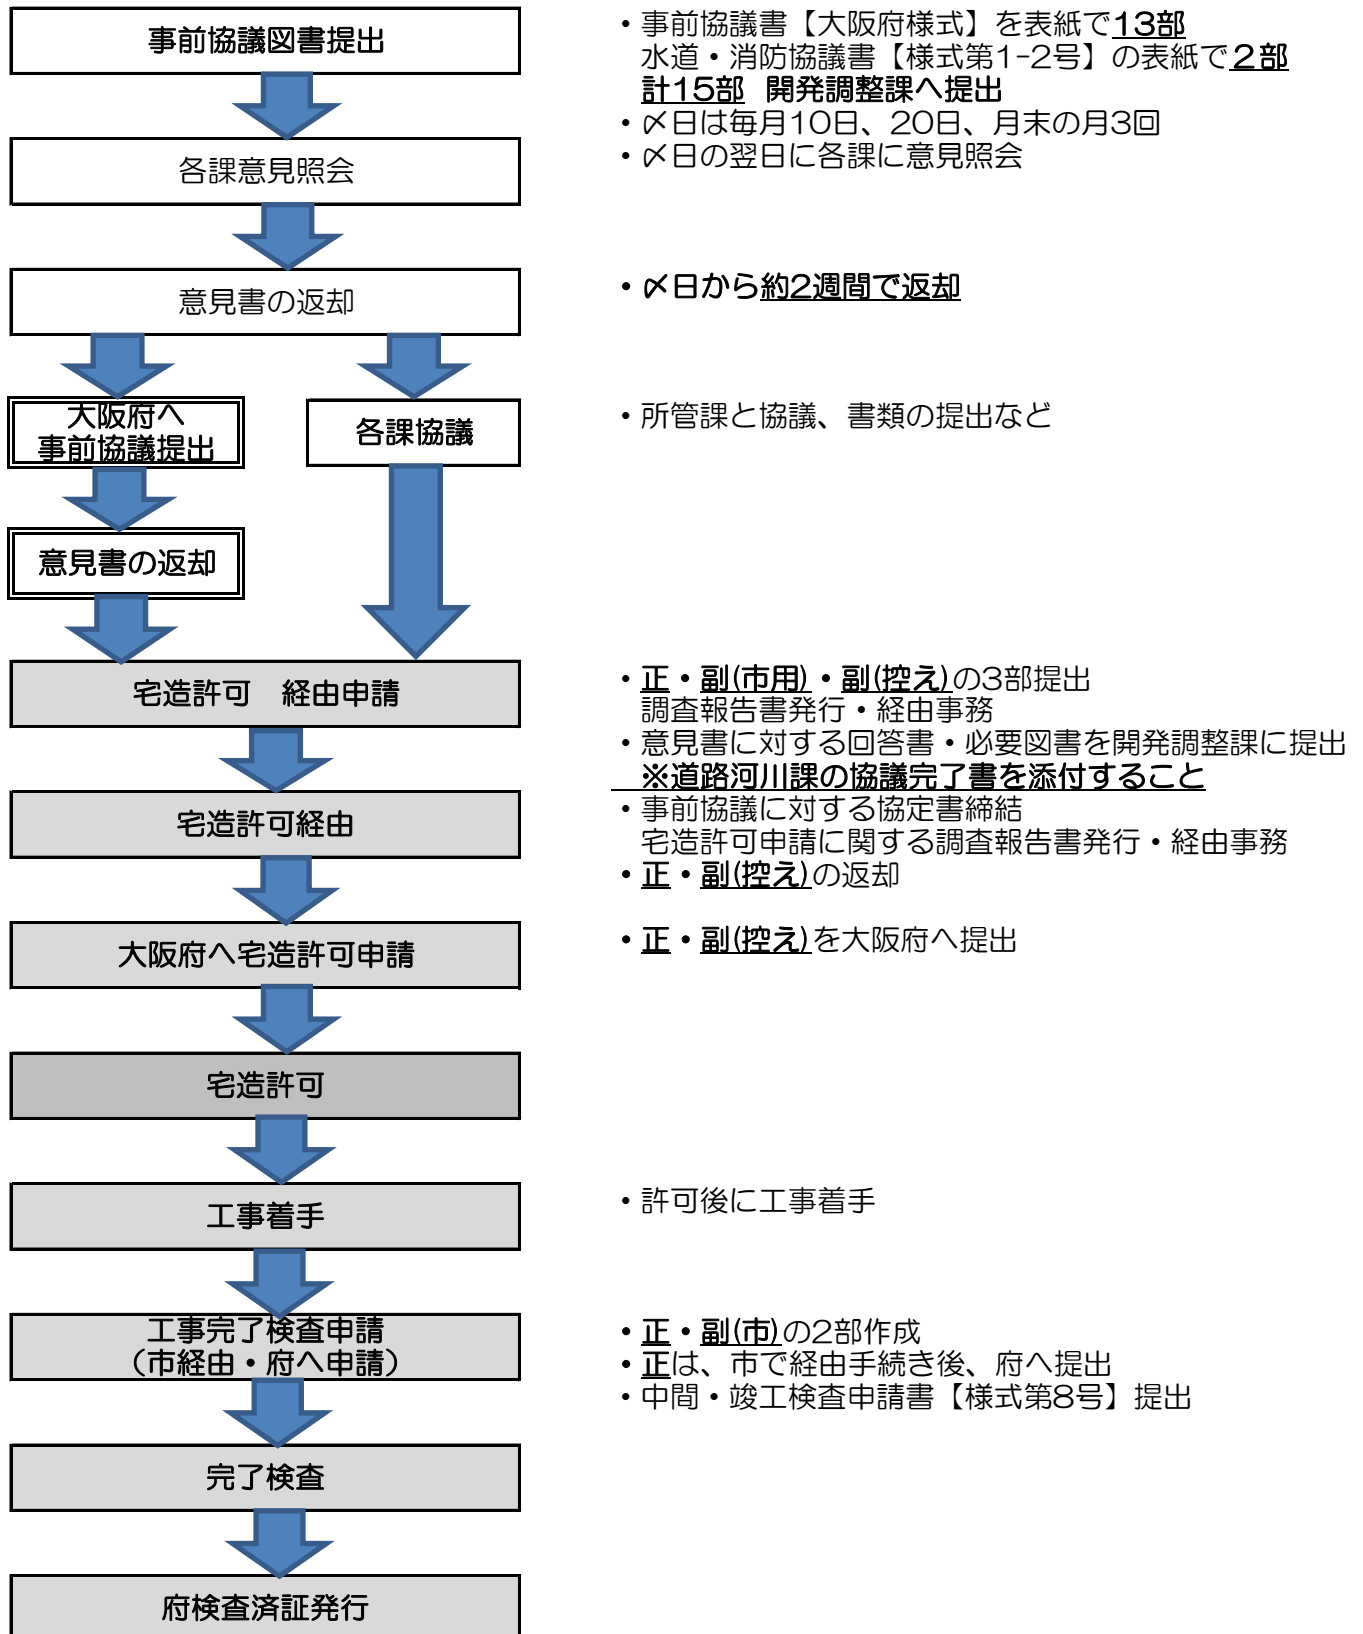 事前協議図書提出
・事前協議書【大阪府様式】を表紙で13部
水道・消防協議書【様式第1-2号】の表紙で２部
計15部 開発調整課へ提出
・〆日は毎月10日、20日、月末の月3回
・〆日の翌日に各課に意見照会
各課意見照会
意見書の返却
・〆日から約2週間で返却
大阪府へ
事前協議提出
各課協議
・所管課と協議、書類の提出など
意見書の返却
宅造許可　経由申請
・正・副(市用)・副(控え)の3部提出
調査報告書発行・経由事務
・意見書に対する回答書・必要図書を開発調整課に提出
※道路河川課の協議完了書を添付すること
宅造許可経由
・事前協議に対する協定書締結
宅造許可申請に関する調査報告書発行・経由事務
・正・副(控え)の返却
大阪府へ宅造許可申請
・正・副(控え)を大阪府へ提出
宅造許可
工事着手
・許可後に工事着手
工事完了検査申請
（市経由・府へ申請）
・正・副(市)の2部作成
・正は、市で経由手続き後、府へ提出
・中間・竣工検査申請書【様式第8号】提出
完了検査
府検査済証発行